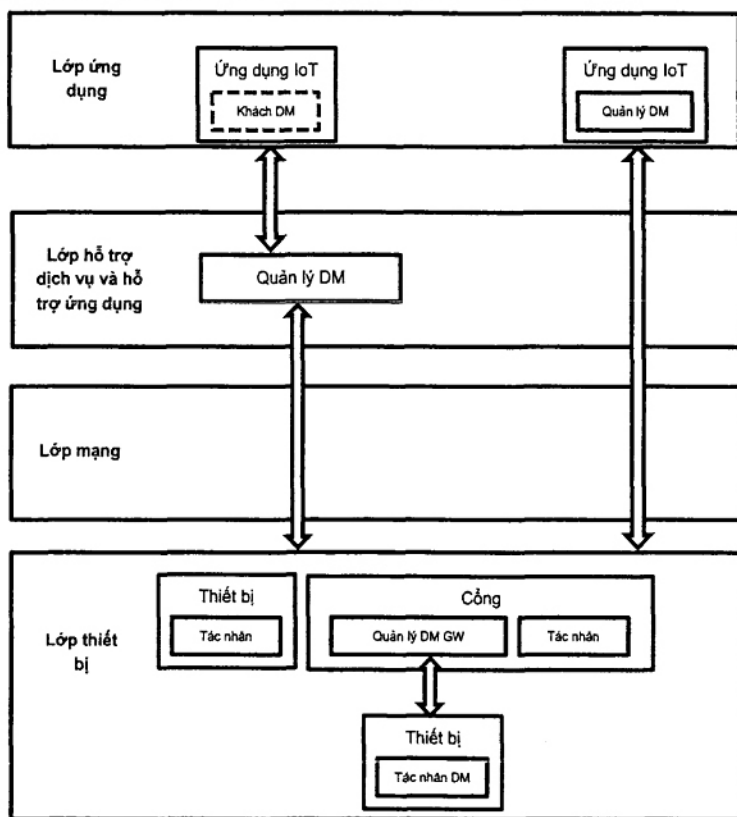 Lớp ứng
dụng
Ứng dụng IoT
Khách DM
Ứng dụng IoT
Quản lý DM
Lớp hỗ trợ
dịch vụ và hỗ
trợ ứng dụng
Quản lý DM
Lớp mạng
Lớp thiết
bị
Thiết bị
Tác nhân
Cổng
Quản lý DM GW
Tác nhân
Thiết bị
Tác nhân DM